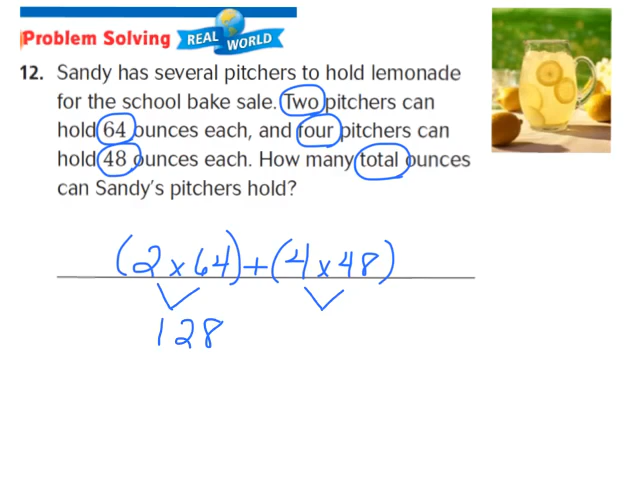 Problem Solving REAL WORLD
12. Sandy has several pitchers to hold lemonade
for the school bake sale. Two pitchers can
hold 64 ounces each, and four pitchers can
hold 48 ounces each. How many total ounces
can Sandy's pitchers hold?
(2 x 64) + (4 x 48)
128